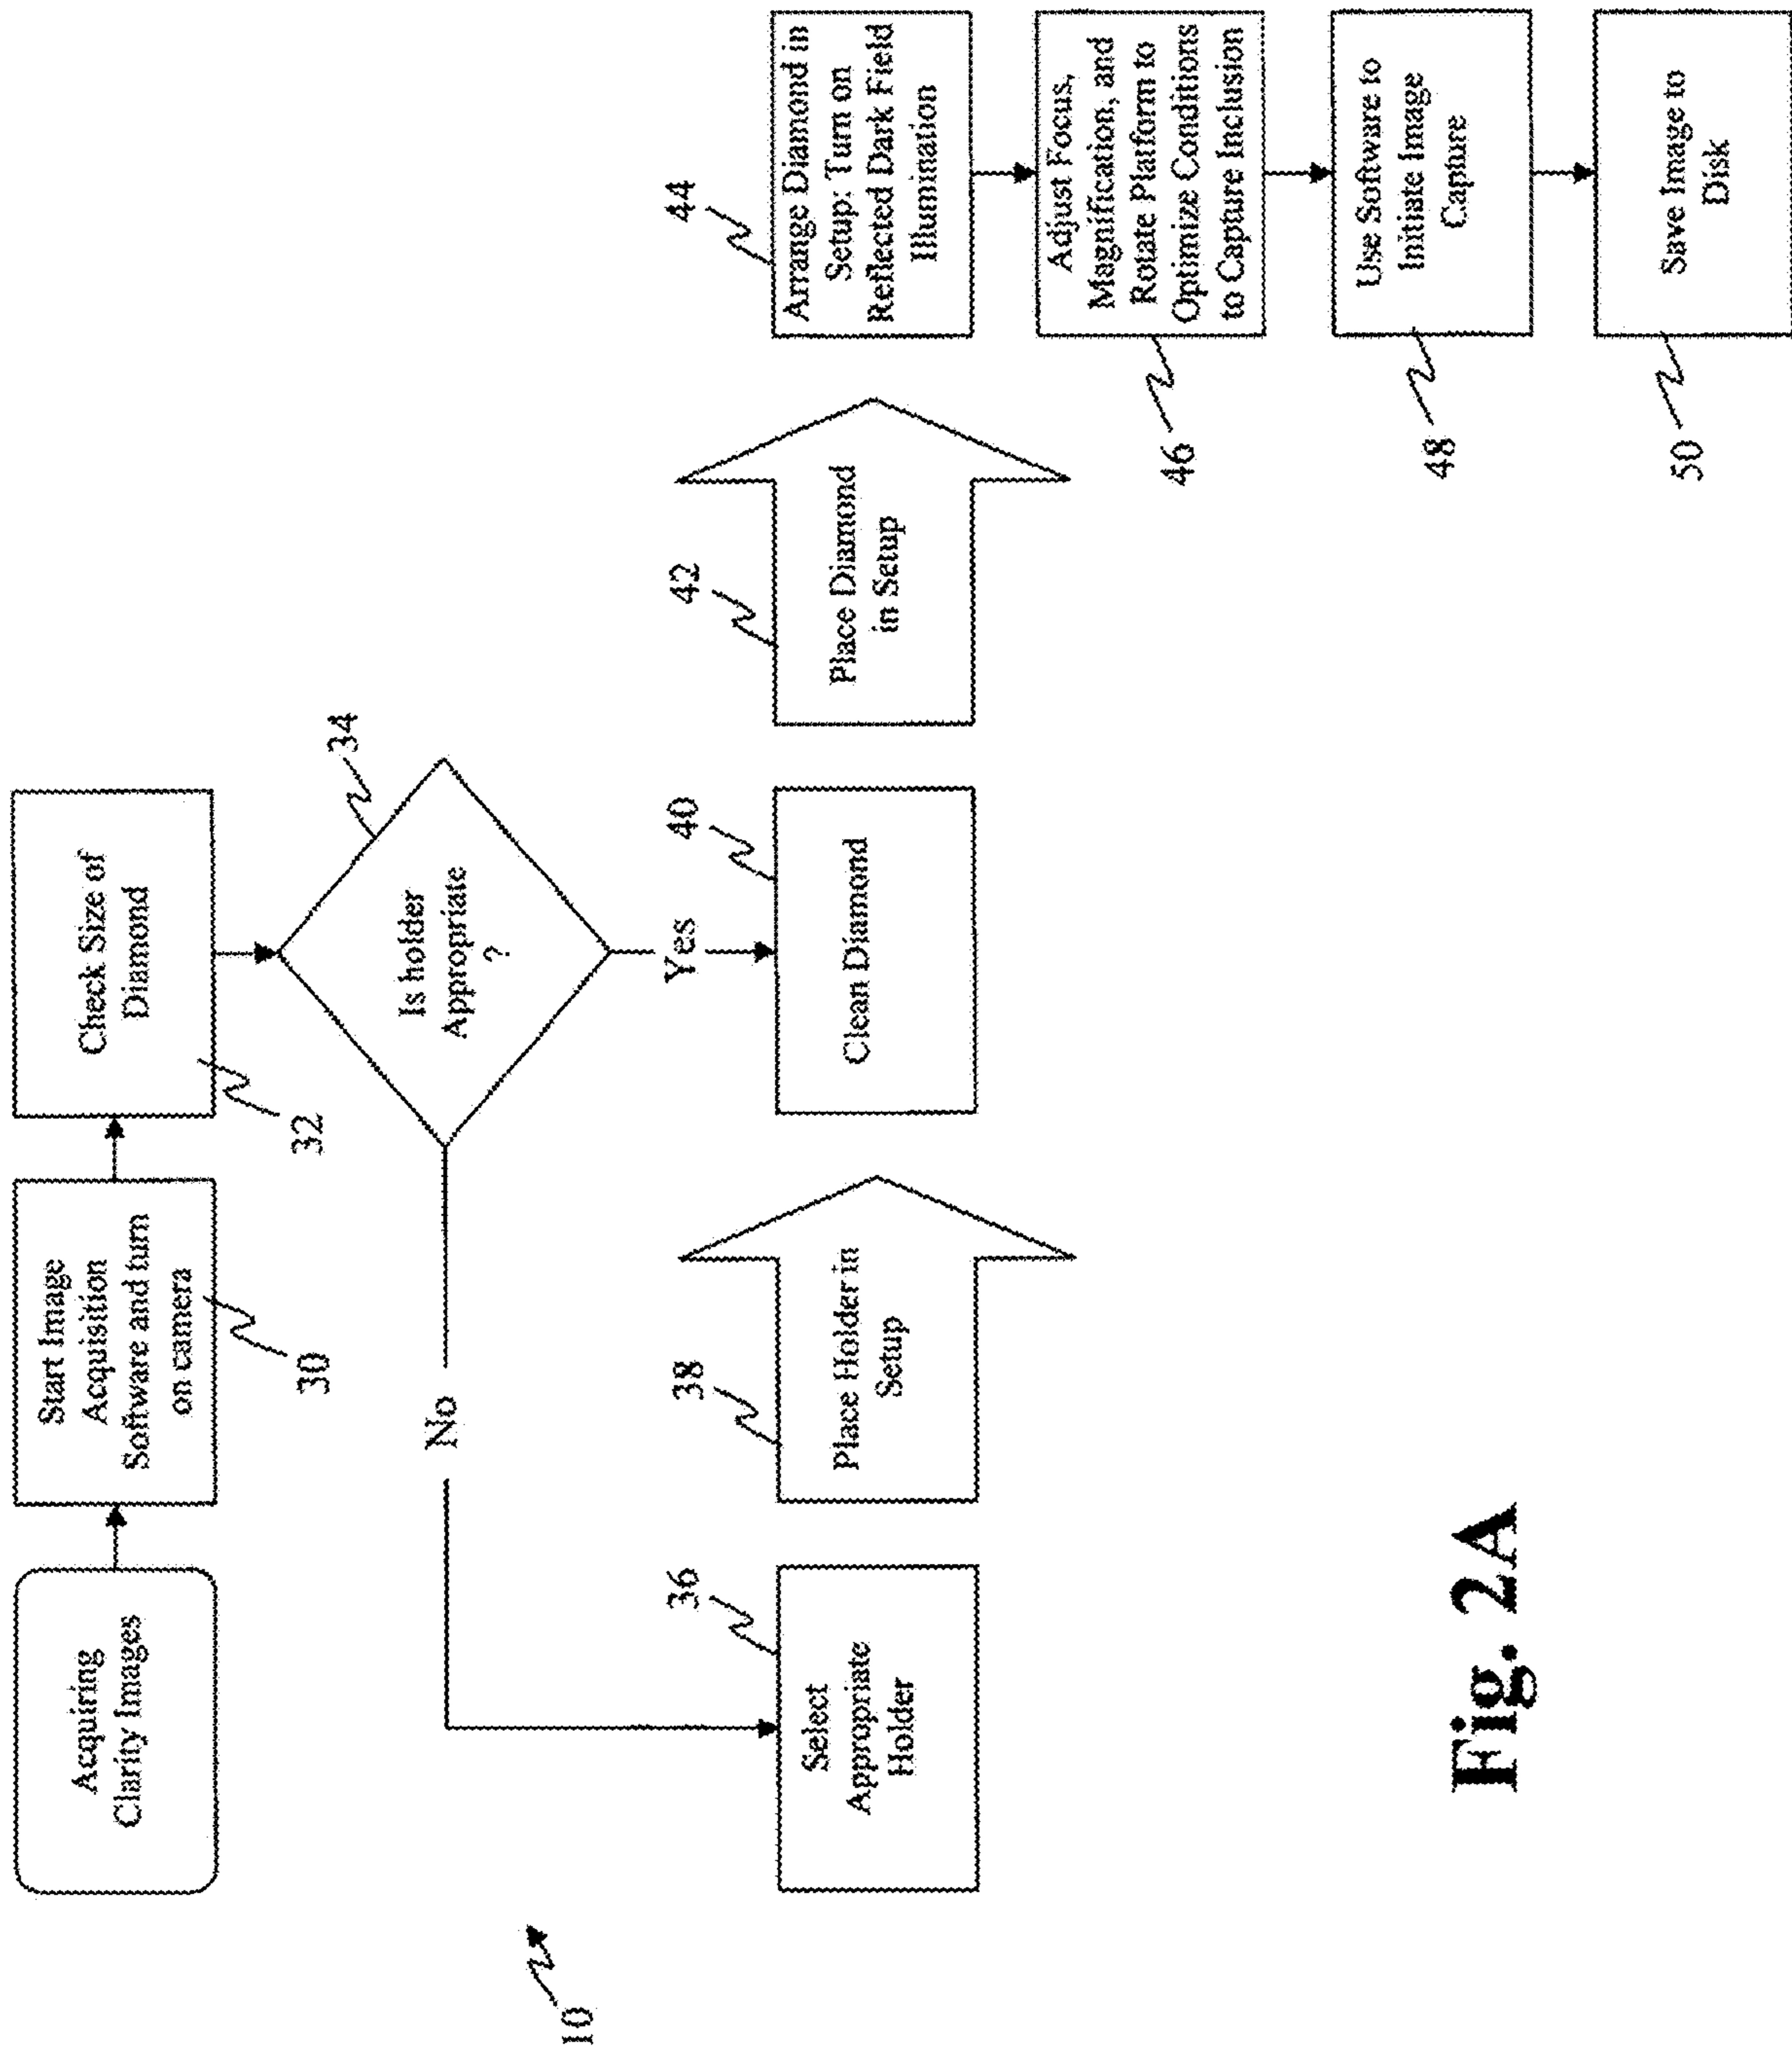 Acquiring
Clarity Images
Start Image
Acquisition
Software and turn
on camera
30
Check Size of
Diamond
32
Is holder
Appropriate
?
34
No
Yes
Select
Appropriate
Holder
36
Place Holder in
Setup
38
Clean Diamond
40
Place Diamond
in Setup
42
Arrange Diamond in
Setup: Turn on
Reflected Dark Field
Illumination
44
Adjust Focus,
Magnification, and
Rotate Platform to
Optimize Conditions
to Capture Inclusion
46
Use Software to
Initiate Image
Capture
48
Save Image to
Disk
50
10
Fig. 2A